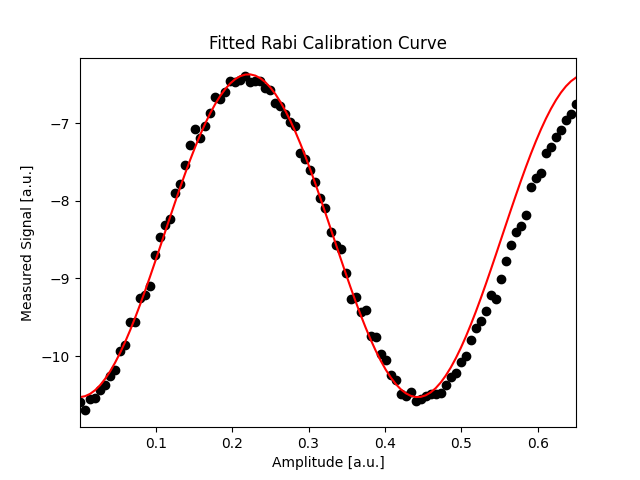 Fitted Rabi Calibration Curve
−7
−8
−9
−10
Measured Signal [a.u.]
0.1 0.2 0.3 0.4 0.5 0.6
Amplitude [a.u.]